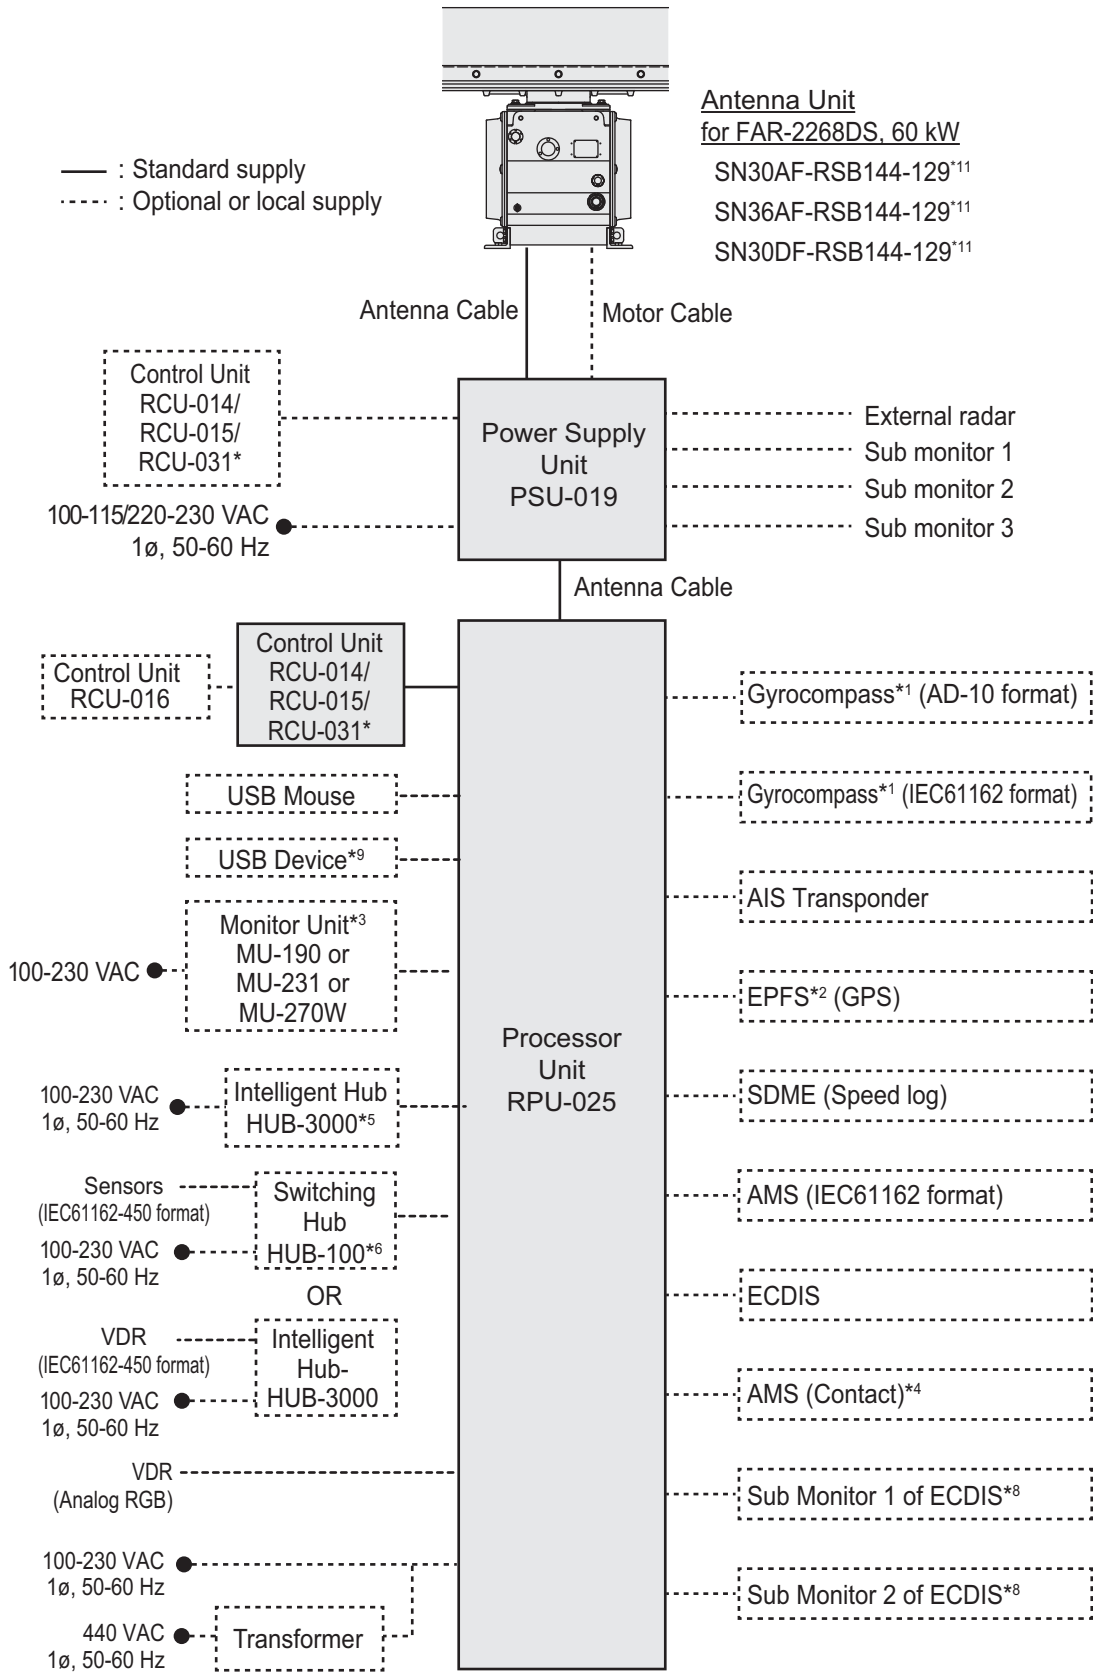 Antenna Unit
for FAR-2268DS, 60 kW
SN30AF-RSB144-129*11
SN36AF-RSB144-129*11
SN30DF-RSB144-129*11
: Standard supply
: Optional or local supply
Antenna Cable
Motor Cable
Control Unit
RCU-014/
RCU-015/
RCU-031*
100-115/220-230 VAC
1ø, 50-60 Hz
Power Supply
Unit
PSU-019
External radar
Sub monitor 1
Sub monitor 2
Sub monitor 3
Antenna Cable
Control Unit
RCU-016
Control Unit
RCU-014/
RCU-015/
RCU-031*
USB Mouse
USB Device*9
Monitor Unit*3
MU-190 or
MU-231 or
MU-270W
100-230 VAC
100-230 VAC
1ø, 50-60 Hz
Intelligent Hub
HUB-3000*5
Sensors
(IEC61162-450 format)
100-230 VAC
1ø, 50-60 Hz
Switching
Hub
HUB-100*6
OR
VDR
(IEC61162-450 format)
100-230 VAC
1ø, 50-60 Hz
Intelligent
Hub-
HUB-3000
VDR
(Analog RGB)
100-230 VAC
1ø, 50-60 Hz
440 VAC
1ø, 50-60 Hz
Transformer
Processor
Unit
RPU-025
Gyrocompass*1 (AD-10 format)
Gyrocompass*1 (IEC61162 format)
AIS Transponder
EPFS*2 (GPS)
SDME (Speed log)
AMS (IEC61162 format)
ECDIS
AMS (Contact)*4
Sub Monitor 1 of ECDIS*8
Sub Monitor 2 of ECDIS*8